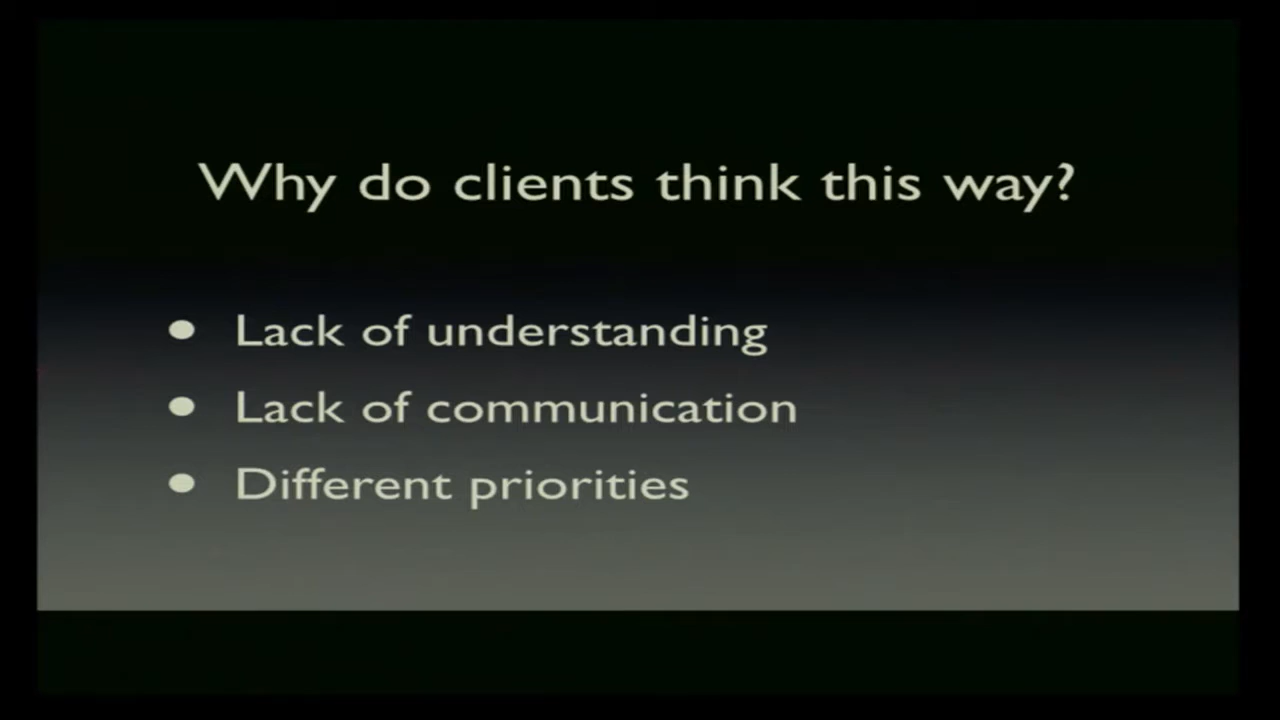 Why do clients think this way?
• Lack of understanding
• Lack of communication
• Different priorities